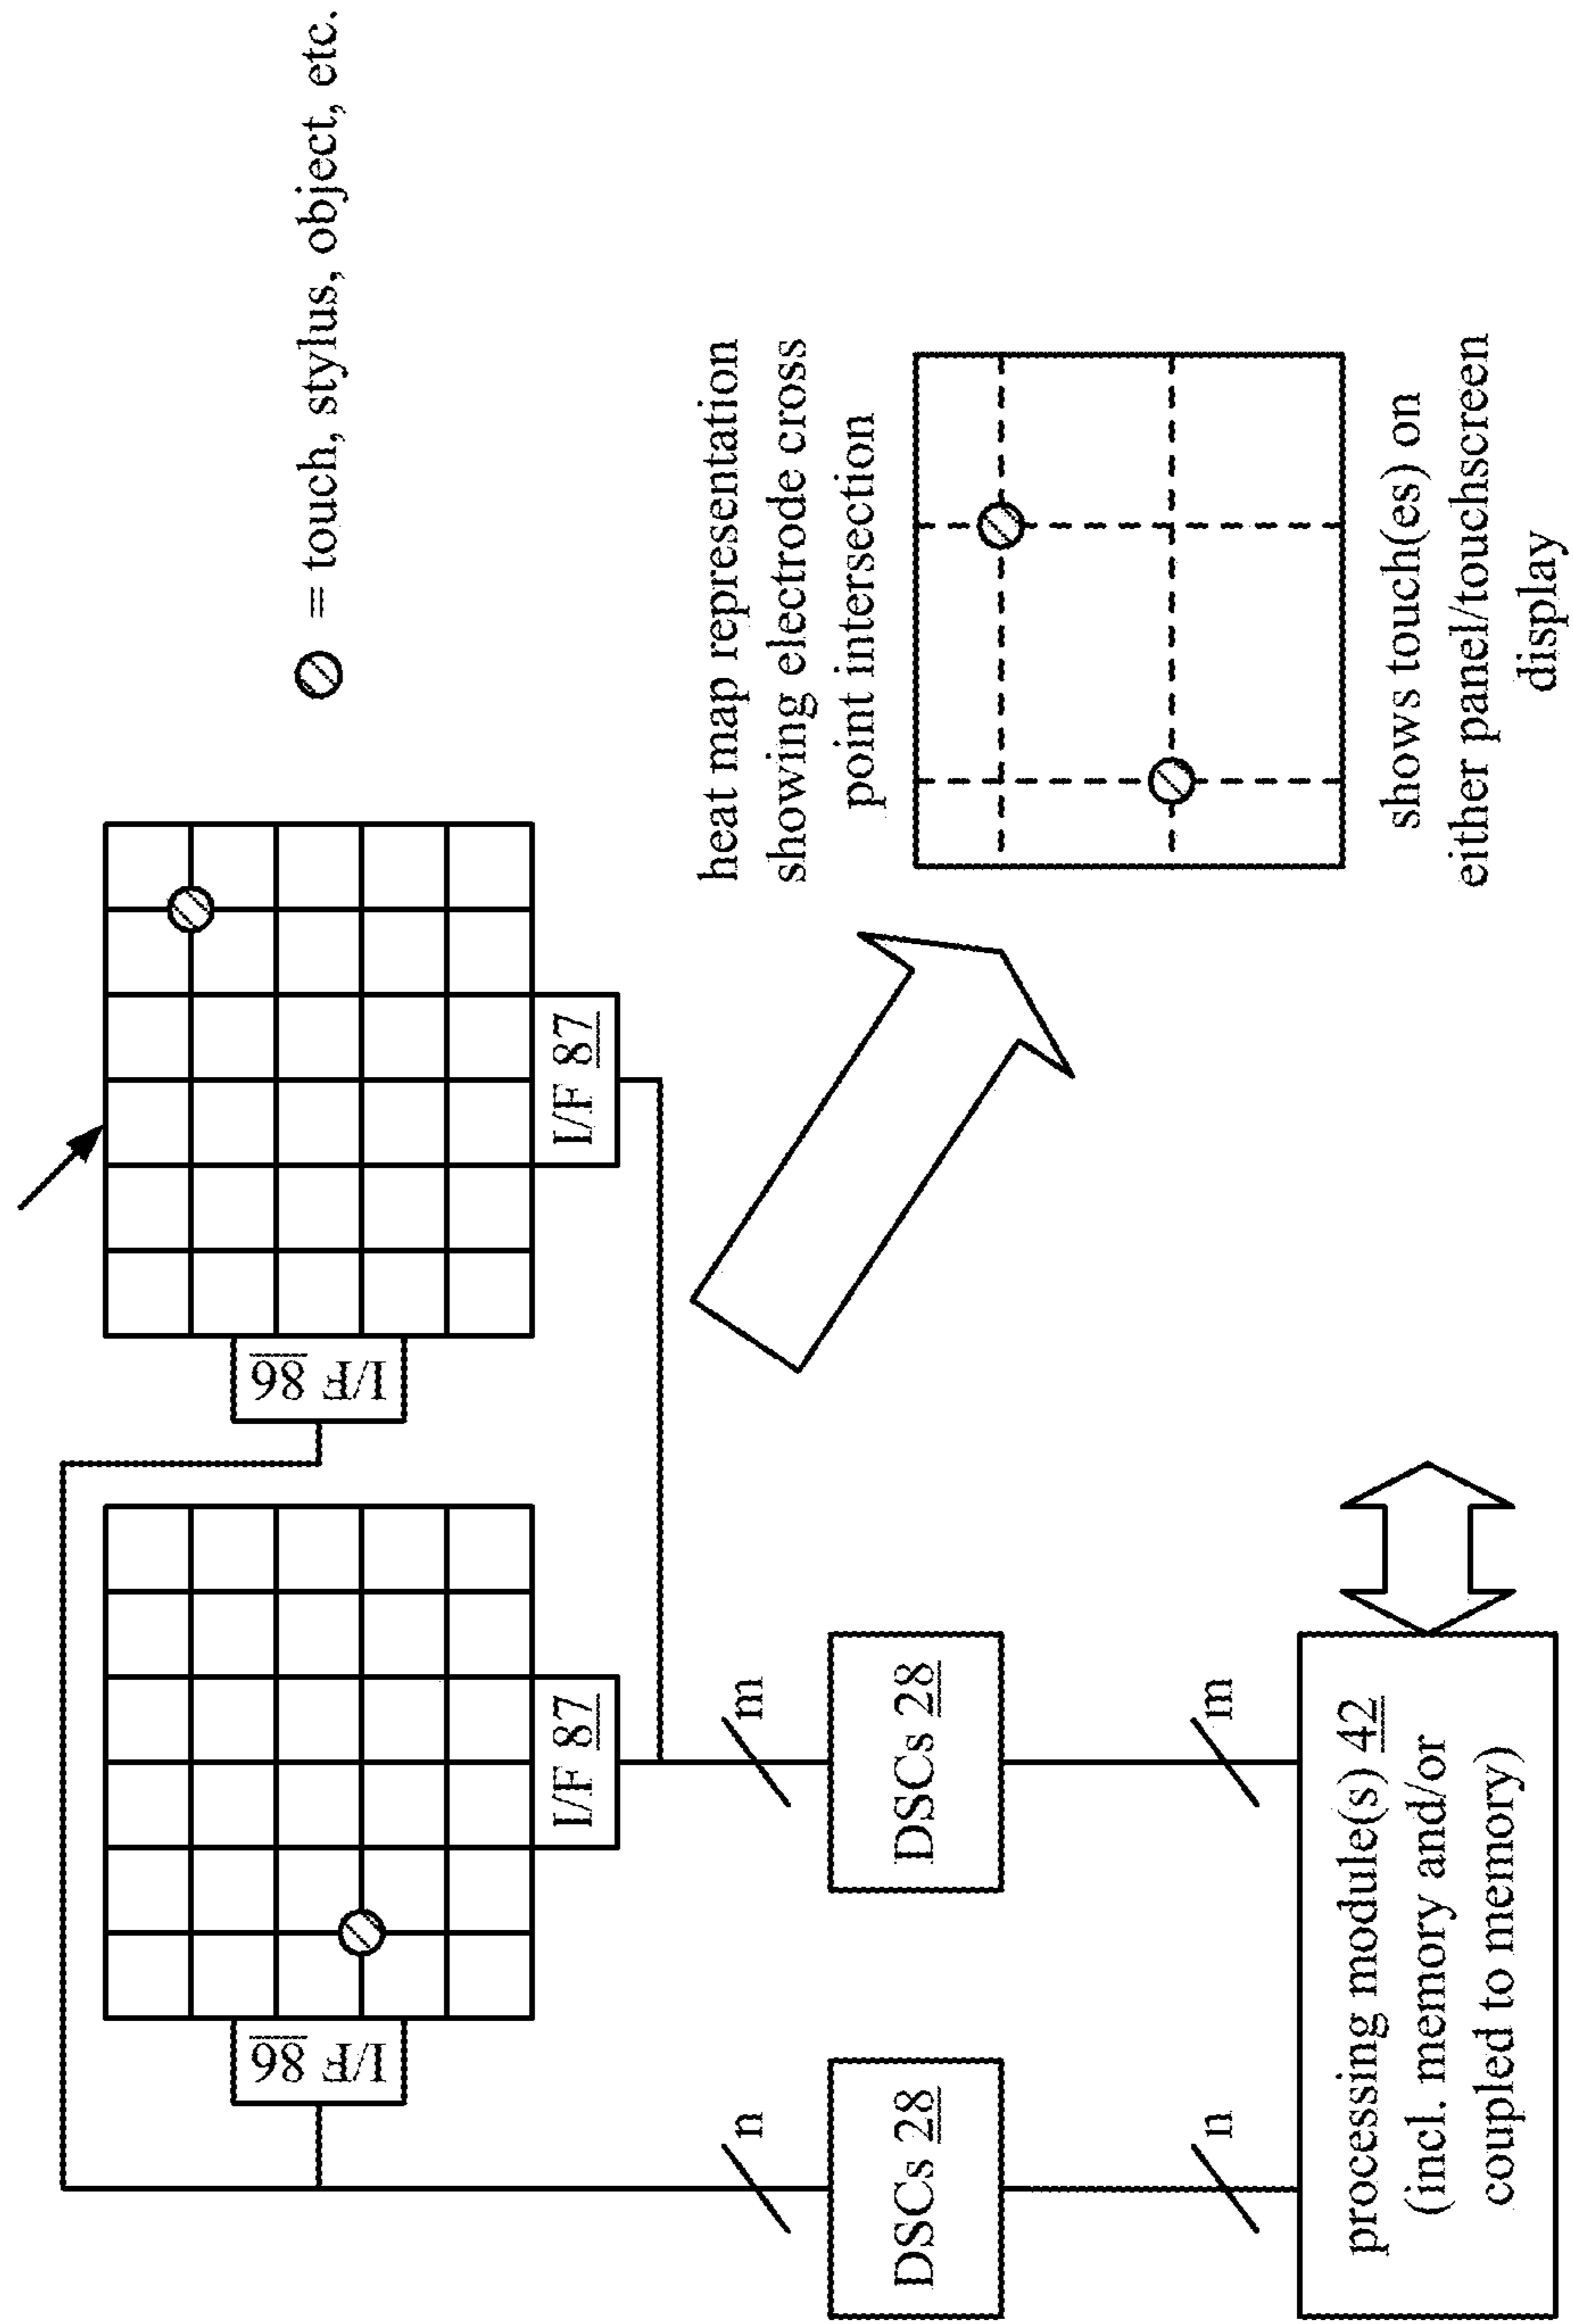 = touch, stylus, object, etc.
I/F 86
I/F 86
I/F 87
I/F 87
heat map representation
showing electrode cross
point intersection
n
m
DSCs 28
DSCs 28
n
m
shows touch(es) on
either panel/touchscreen
display
processing module(s) 42
(incl. memory and/or
coupled to memory)